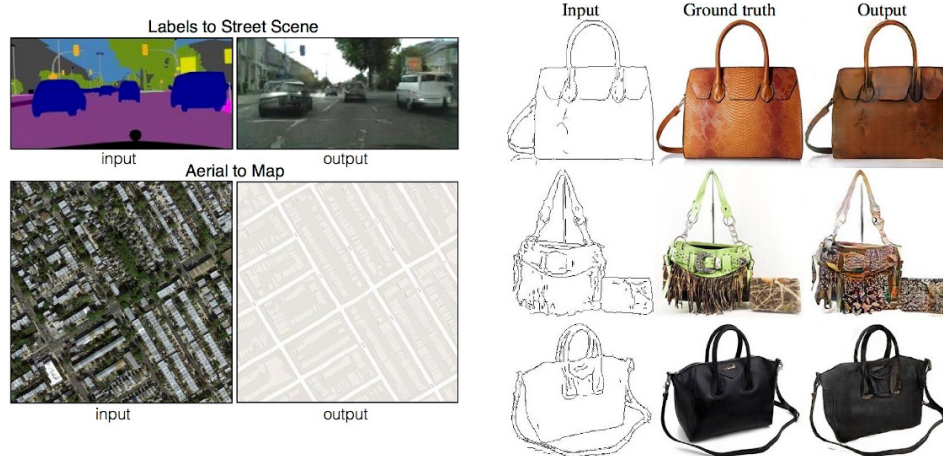 Labels to Street Scene
input
output
Aerial to Map
input
output
Input
Ground truth
Output